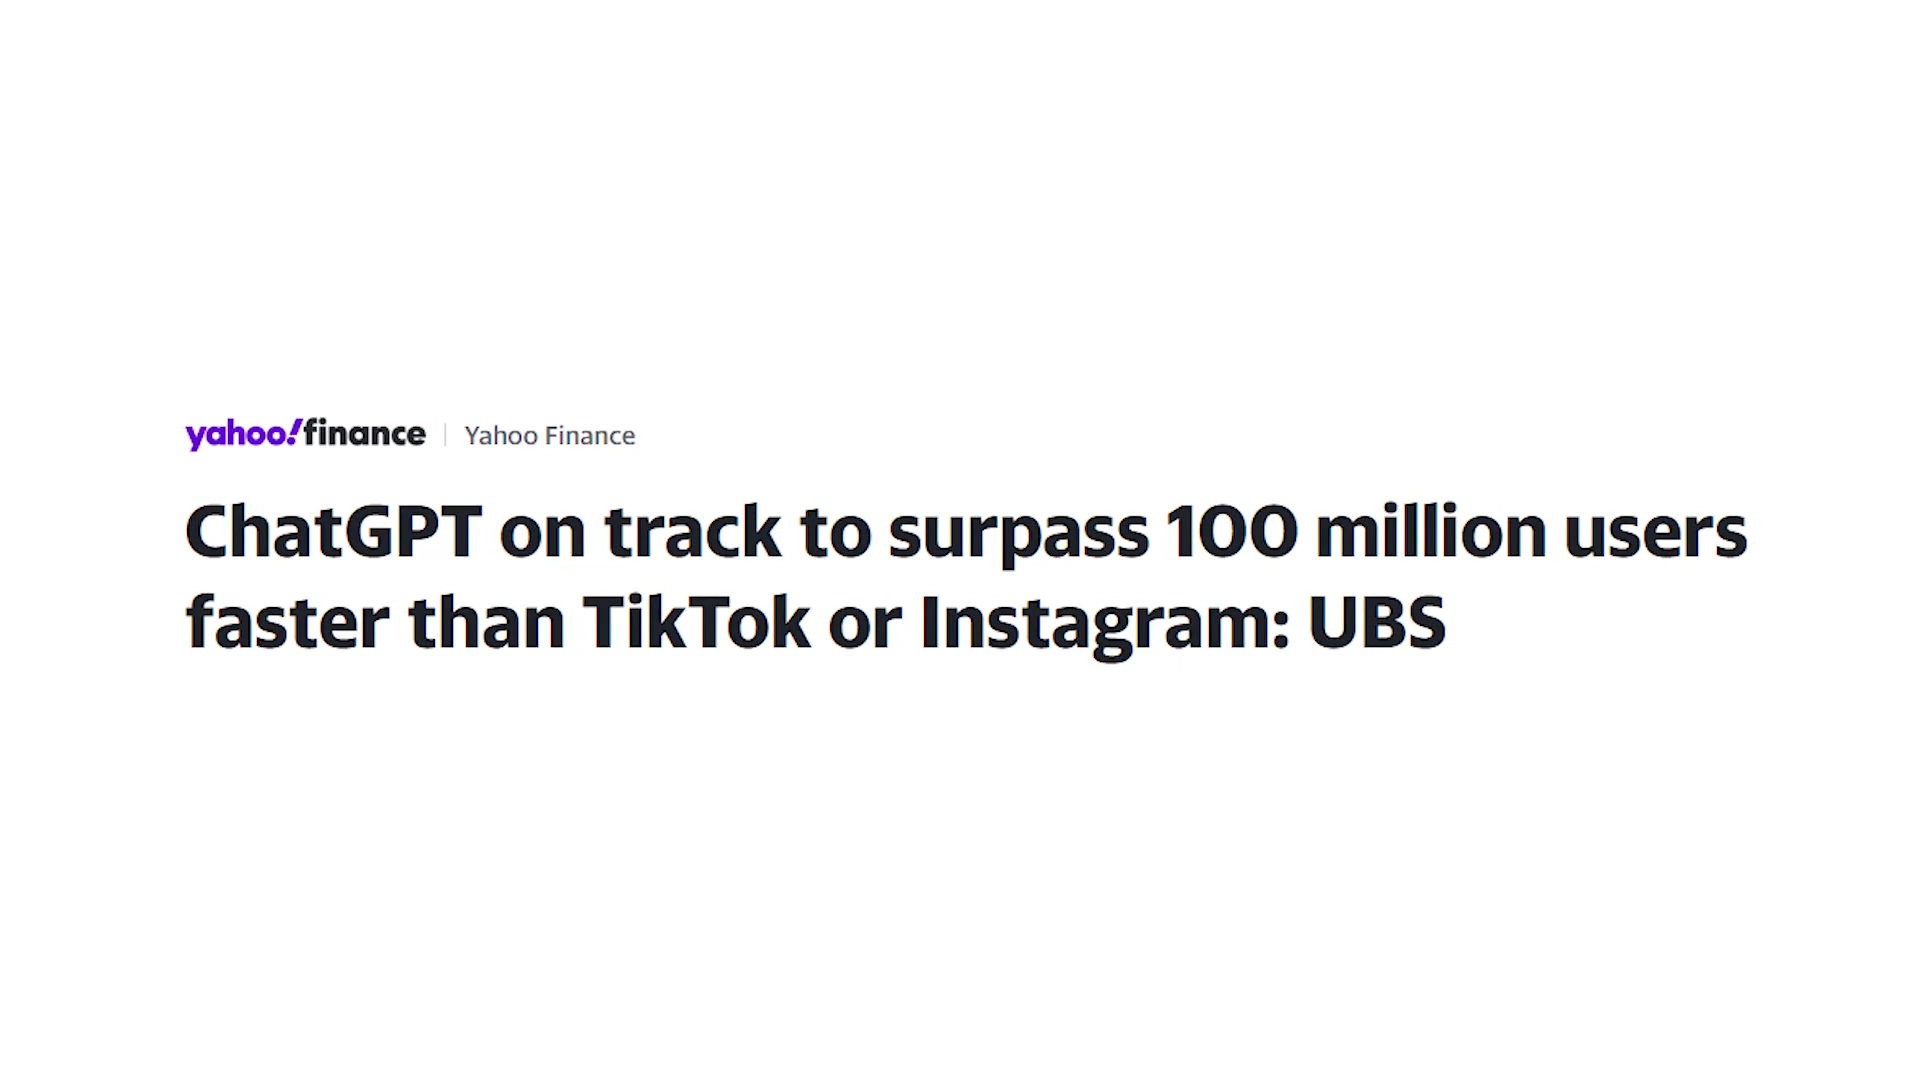 yahoo!finance | Yahoo Finance
ChatGPT on track to surpass 100 million users
faster than TikTok or Instagram: UBS